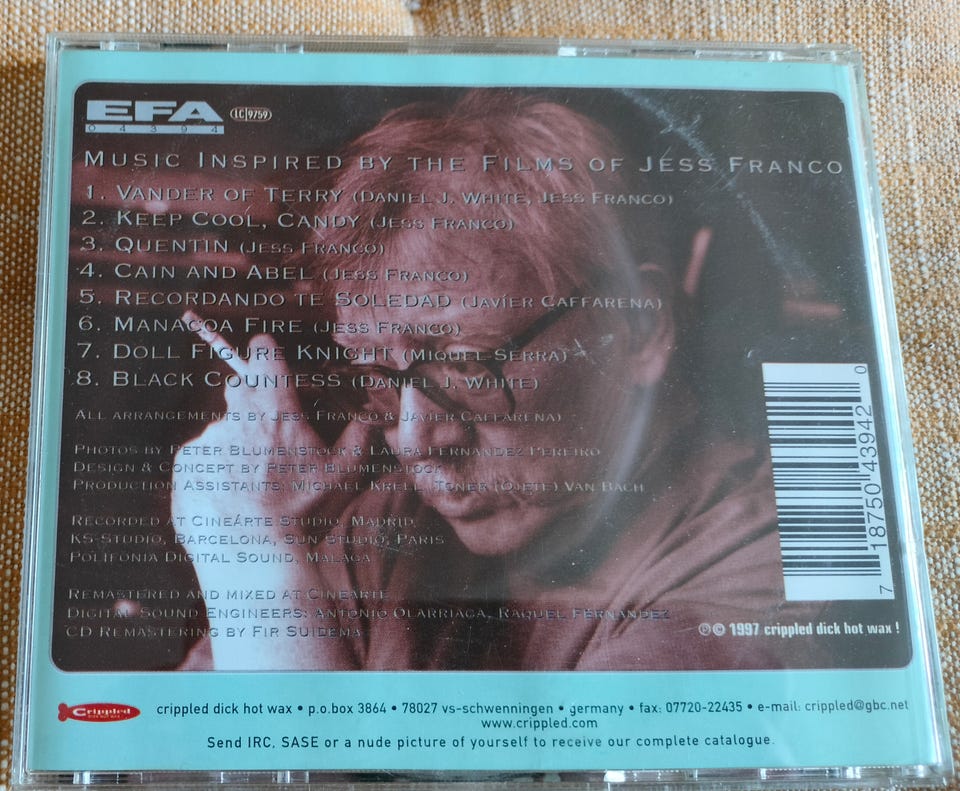 EFA LC 9759
04394
MUSIC INSPIRED BY THE FILMS OF JESS FRANCO
1. VANDER OF TERRY (DANIEL J. WHITE, JESS FRANCO)
2. KEEP COOL, CANDY (JESS FRANCO)
3. QUENTIN (JESS FRANCO)
4. CAIN AND ABEL (JESS FRANCO)
5. RECORDANDO TE SOLEDAD (JAVIER CAFFARENA)
6. MANACOA FIRE (JESS FRANCO)
7. DOLL FIGURE KNIGHT (MIQUEL SERRA)
8. BLACK COUNTESS (DANIEL J. WHITE)
ALL ARRANGEMENTS BY JESS FRANCO & JAVIER CAFFARENA)
PHOTOS BY PETER BLUMENSTOCK & LAURA FERNANDEZ PEREIRO
DESIGN & CONCEPT BY PETER BLUMENSTOCK
PRODUCTION ASSISTANTS: MICHAEL KRELL, TONER (OJETE) VAN BACH
RECORDED AT CINEÁRTE STUDIO, MADRID,
KS-STUDIO, BARCELONA, SUN STUDIO, PARIS
POLIFONIA DIGITAL SOUND, MALAGA
REMASTERED AND MIXED AT CINEARTE
DIGITAL SOUND ENGINEERS: ANTONIO OLARRIAGA, RAQUEL FERNANDEZ
CD REMASTERING BY FIR SUIDEMA
7 18750 43942 0
℗© 1997 crippled dick hot wax !
Crippled
DICK HOT WAX
crippled dick hot wax • p.o.box 3864 • 78027 vs-schwenningen • germany • fax: 07720-22435 • e-mail: crippled@gbc.net
www.crippled.com
Send IRC, SASE or a nude picture of yourself to receive our complete catalogue.